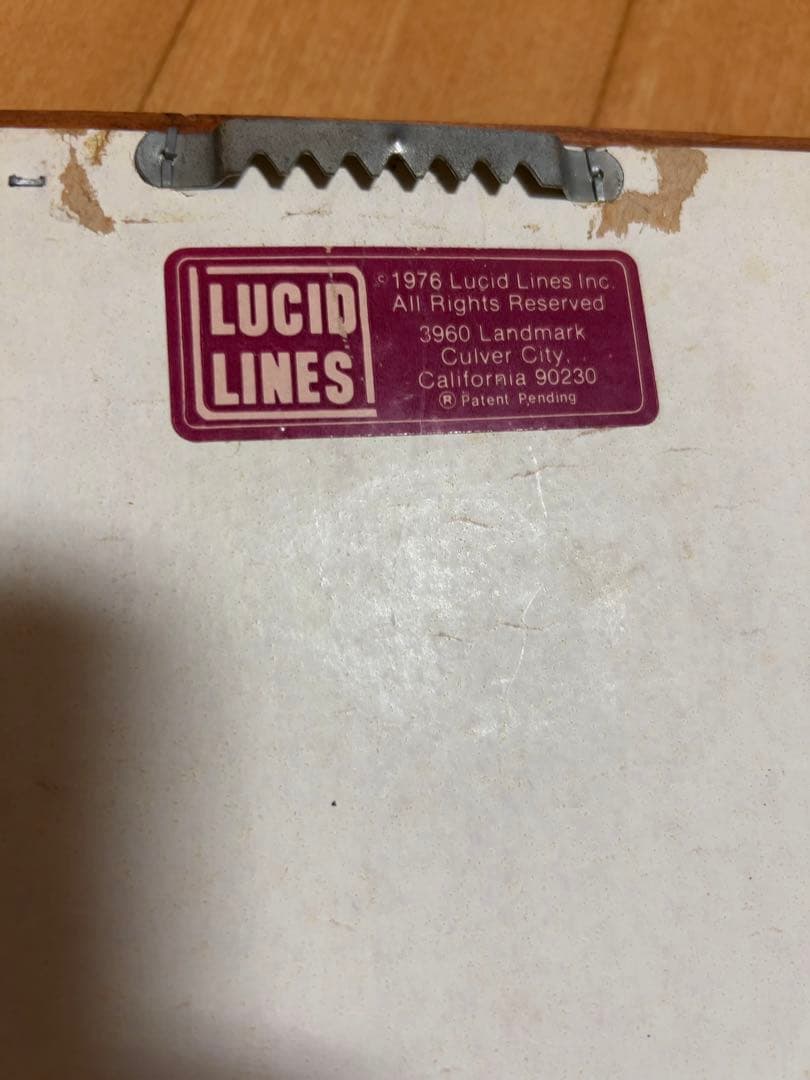 LUCID
LINES
© 1976 Lucid Lines Inc.
All Rights Reserved
3960 Landmark
Culver City,
California 90230
® Patent Pending